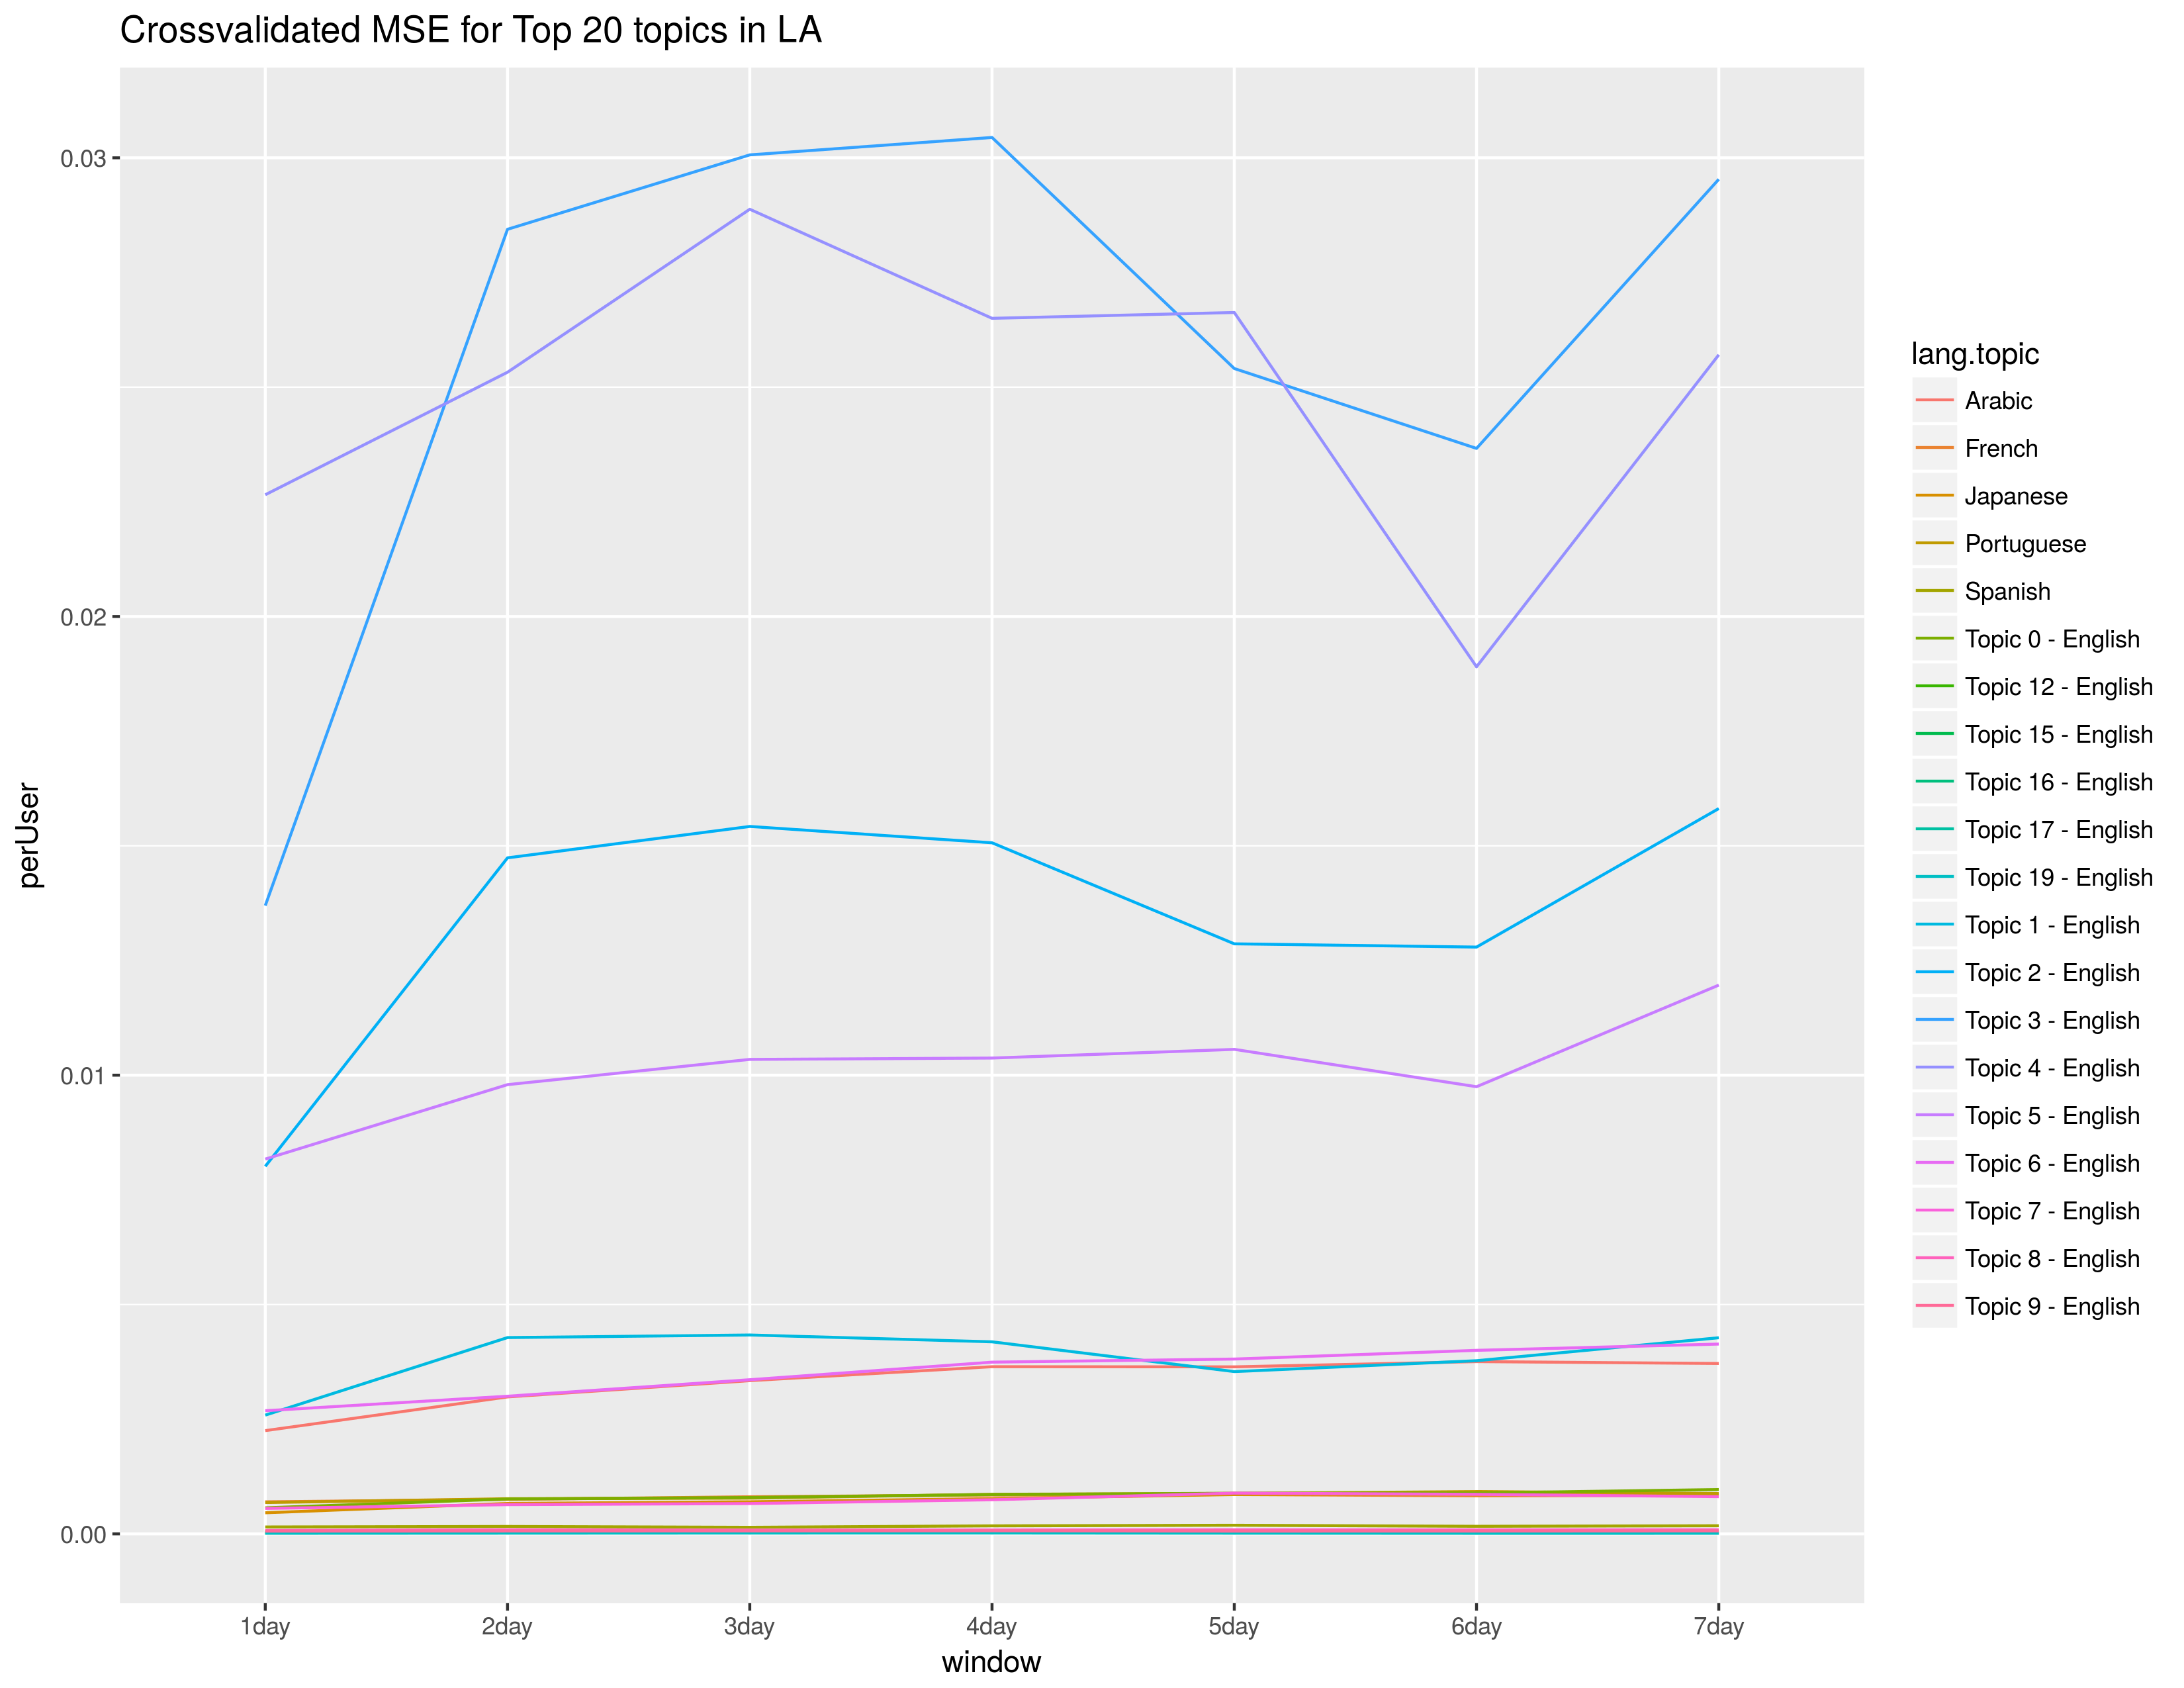 Crossvalidated MSE for Top 20 topics in LA
perUser
0.03
0.02
0.01
0.00
1day 2day 3day 4day 5day 6day 7day
window
lang.topic
Arabic
French
Japanese
Portuguese
Spanish
Topic 0 - English
Topic 12 - English
Topic 15 - English
Topic 16 - English
Topic 17 - English
Topic 19 - English
Topic 1 - English
Topic 2 - English
Topic 3 - English
Topic 4 - English
Topic 5 - English
Topic 6 - English
Topic 7 - English
Topic 8 - English
Topic 9 - English